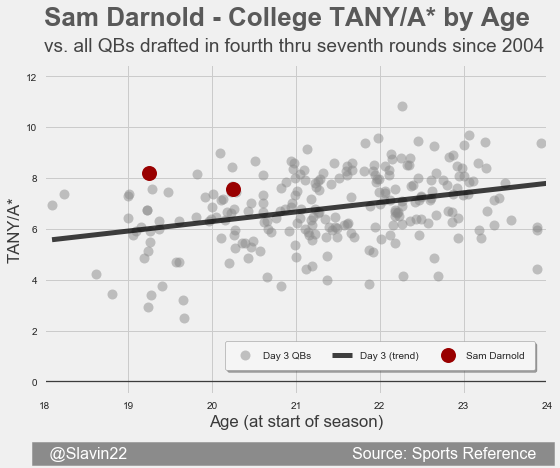 Sam Darnold - College TANY/A* by Age
vs. all QBs drafted in fourth thru seventh rounds since 2004
12
10
8
6
4
2
0
TANY/A*
Day 3 QBs
Day 3 (trend)
Sam Darnold
18
19
20
21
22
23
24
Age (at start of season)
@Slavin22
Source: Sports Reference